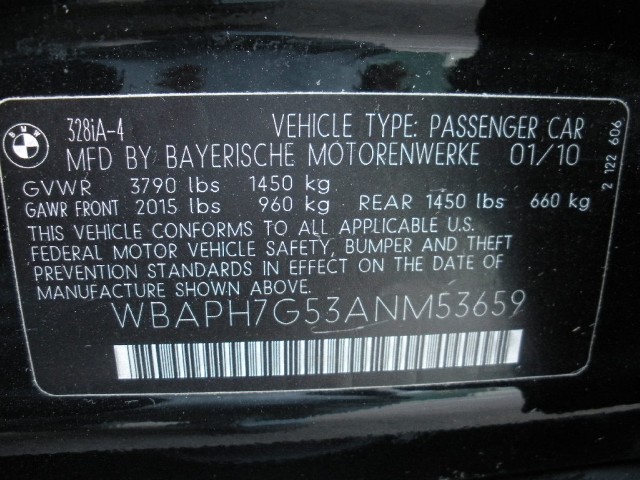 BMW
328iA-4 VEHICLE TYPE: PASSENGER CAR
MFD BY BAYERISCHE MOTORENWERKE 01/10
GVWR 3790 lbs 1450 kg
GAWR FRONT 2015 lbs 960 kg REAR 1450 lbs 660 kg
THIS VEHICLE CONFORMS TO ALL APPLICABLE U.S.
FEDERAL MOTOR VEHICLE SAFETY, BUMPER AND THEFT
PREVENTION STANDARDS IN EFFECT ON THE DATE OF
MANUFACTURE SHOWN ABOVE.
WBAPH7G53ANM53659
2 122 606